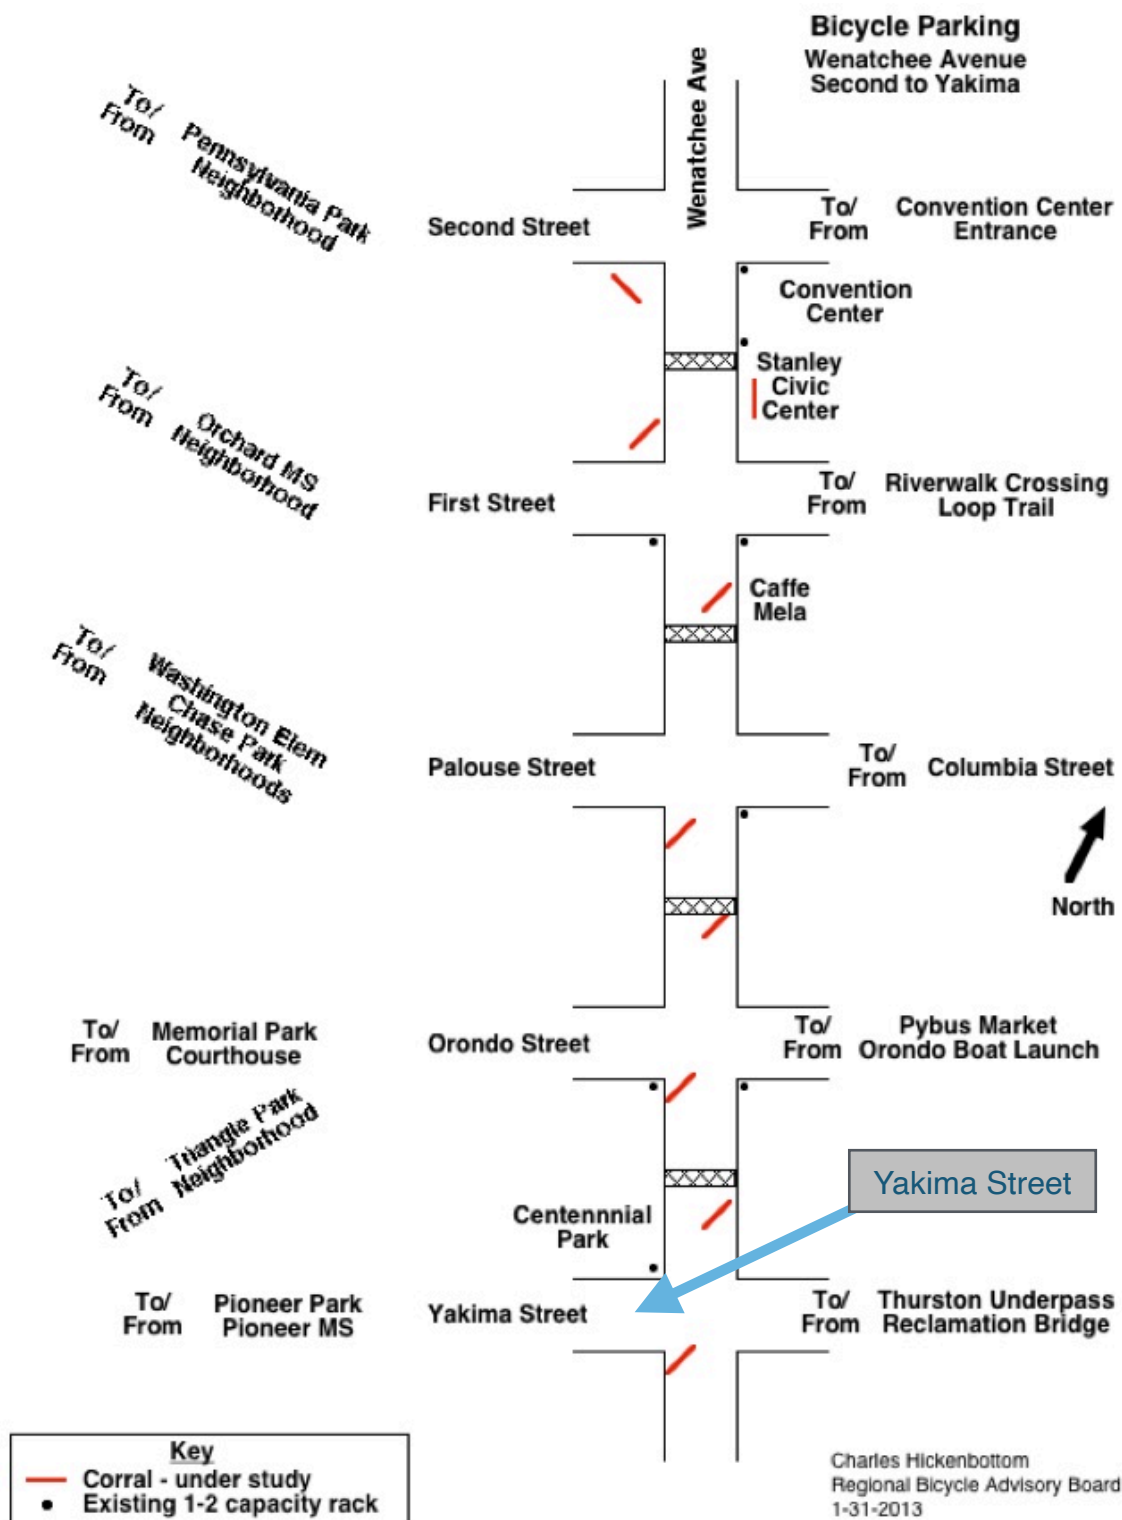 Bicycle Parking
Wenatchee Avenue
Second to Yakima
Wenatchee Ave
To/
From
Pennsylvania Park
Neighborhood
Second Street
To/
From
Convention Center
Entrance
Convention
Center
Stanley
Civic
Center
To/
From
Orchard MS
Neighborhood
First Street
To/
From
Riverwalk Crossing
Loop Trail
Caffe
Mela
To/
From
Washington Elem
Chase Park
Neighborhoods
Palouse Street
To/
From
Columbia Street
North
To/
From
Memorial Park
Courthouse
Orondo Street
To/
From
Pybus Market
Orondo Boat Launch
To/
From
Triangle Park
Neighborhood
Yakima Street
Centennnial
Park
To/
From
Pioneer Park
Pioneer MS
Yakima Street
To/
From
Thurston Underpass
Reclamation Bridge
Key
Corral - under study
Existing 1-2 capacity rack
Charles Hickenbottom
Regional Bicycle Advisory Board
1-31-2013